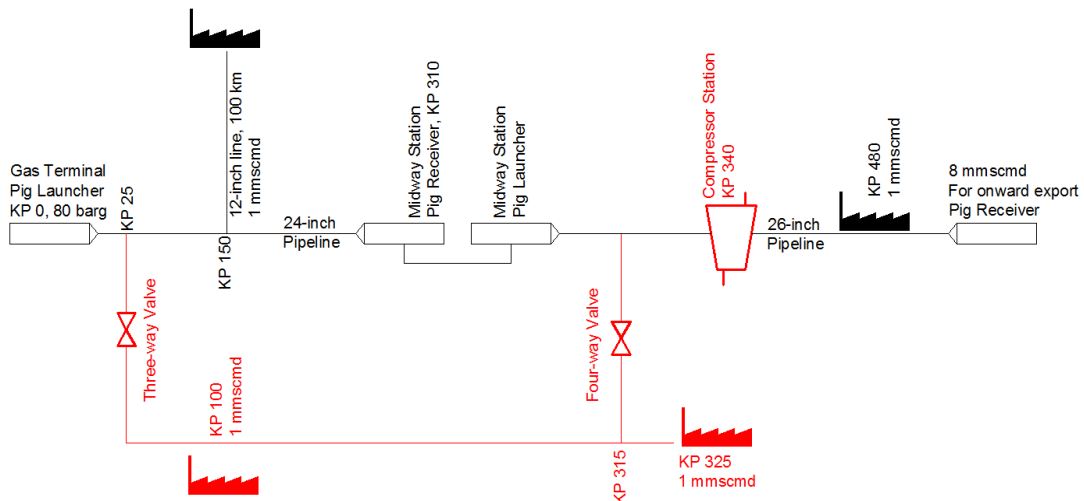 Gas Terminal
Pig Launcher
KP 0, 80 barg
KP 25
12-inch line, 100 km
1 mmscmd
KP 150
24-inch
Pipeline
Midway Station
Pig Receiver, KP 310
Midway Station
Pig Launcher
Compressor Station
KP 340
26-inch
Pipeline
KP 480
1 mmscmd
8 mmscmd
For onward export
Pig Receiver
Three-way Valve
KP 100
1 mmscmd
Four-way Valve
KP 315
KP 325
1 mmscmd